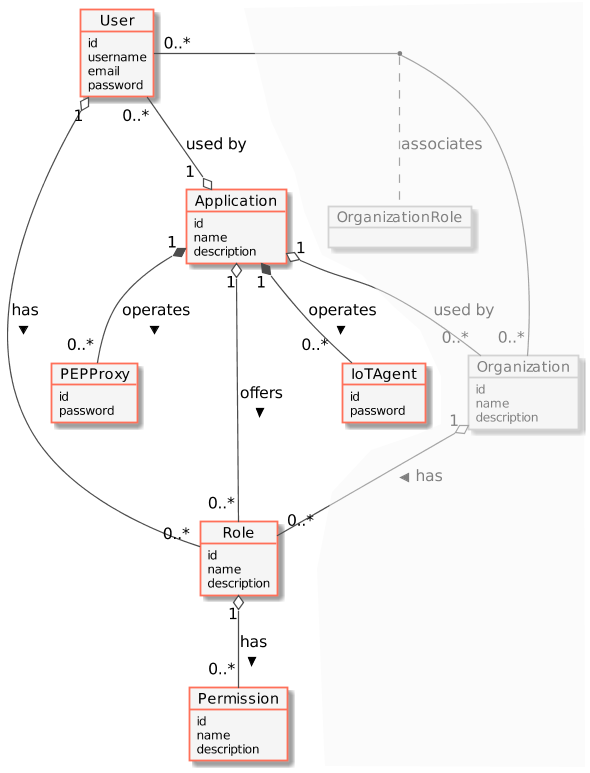 User
id
username
email
password
0..*
1
0..*
used by
1
associates
Application
id
name
description
OrganizationRole
1
1
1
1
has
operates
operates
used by
0..*
0..*
0..*
0..*
PEPProxy
id
password
IoTAgent
id
password
Organization
id
name
description
offers
1
has
0..*
0..*
0..*
Role
id
name
description
1
has
0..*
Permission
id
name
description